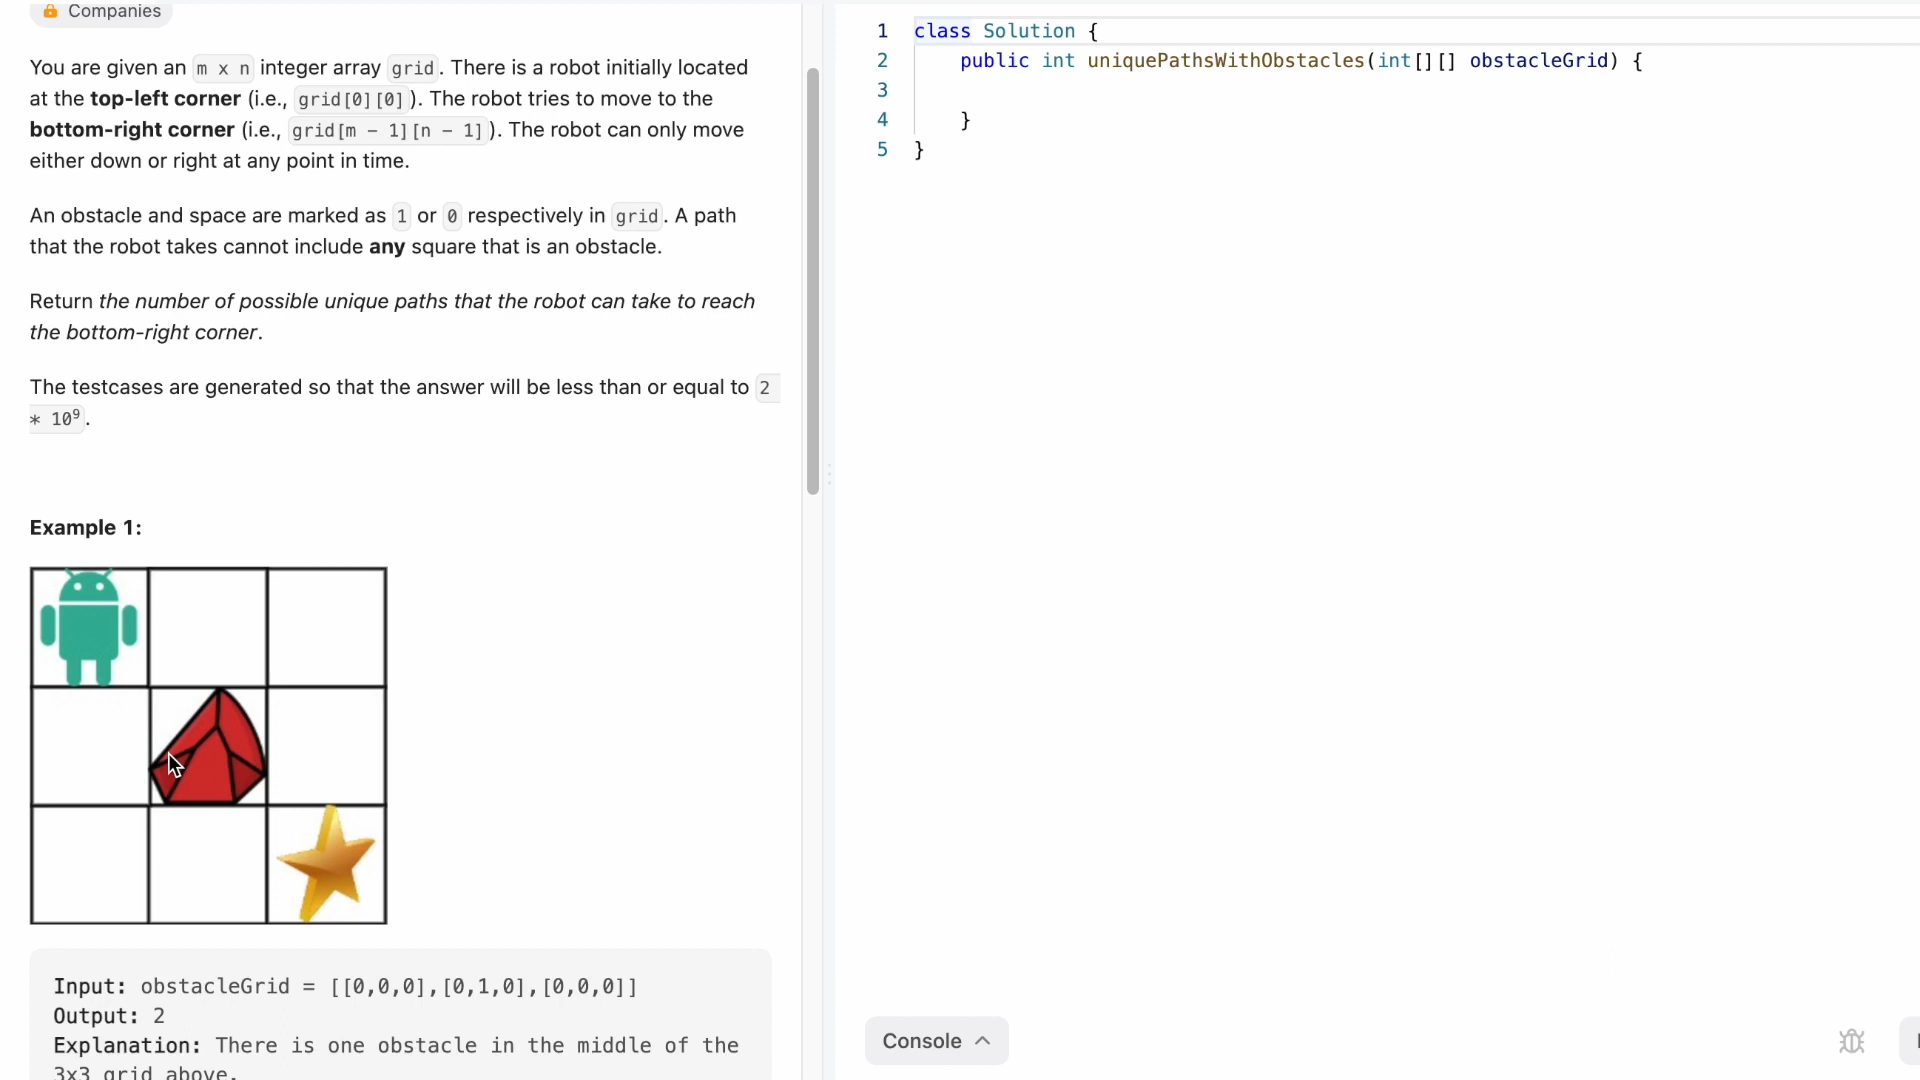 Companies
You are given an m x n integer array grid. There is a robot initially located
at the top-left corner (i.e., grid[0][0]). The robot tries to move to the
bottom-right corner (i.e., grid[m - 1][n - 1]). The robot can only move
either down or right at any point in time.
An obstacle and space are marked as 1 or 0 respectively in grid. A path
that the robot takes cannot include any square that is an obstacle.
Return the number of possible unique paths that the robot can take to reach
the bottom-right corner.
The testcases are generated so that the answer will be less than or equal to 2
* 10⁹.
Example 1:
Input: obstacleGrid = [[0,0,0],[0,1,0],[0,0,0]]
Output: 2
Explanation: There is one obstacle in the middle of the
3x3 grid above.
1 class Solution {
2 public int uniquePathsWithObstacles(int[][] obstacleGrid) {
3
4 }
5 }
Console